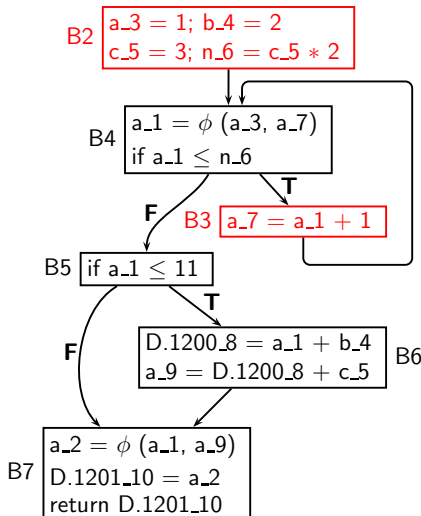 B2
a_3 = 1; b_4 = 2
c_5 = 3; n_6 = c_5 * 2
B4
a_1 = ϕ (a_3, a_7)
if a_1 ≤ n_6
F
T
B3
a_7 = a_1 + 1
B5
if a_1 ≤ 11
F
T
D.1200_8 = a_1 + b_4
a_9 = D.1200_8 + c_5
B6
B7
a_2 = ϕ (a_1, a_9)
D.1201_10 = a_2
return D.1201_10